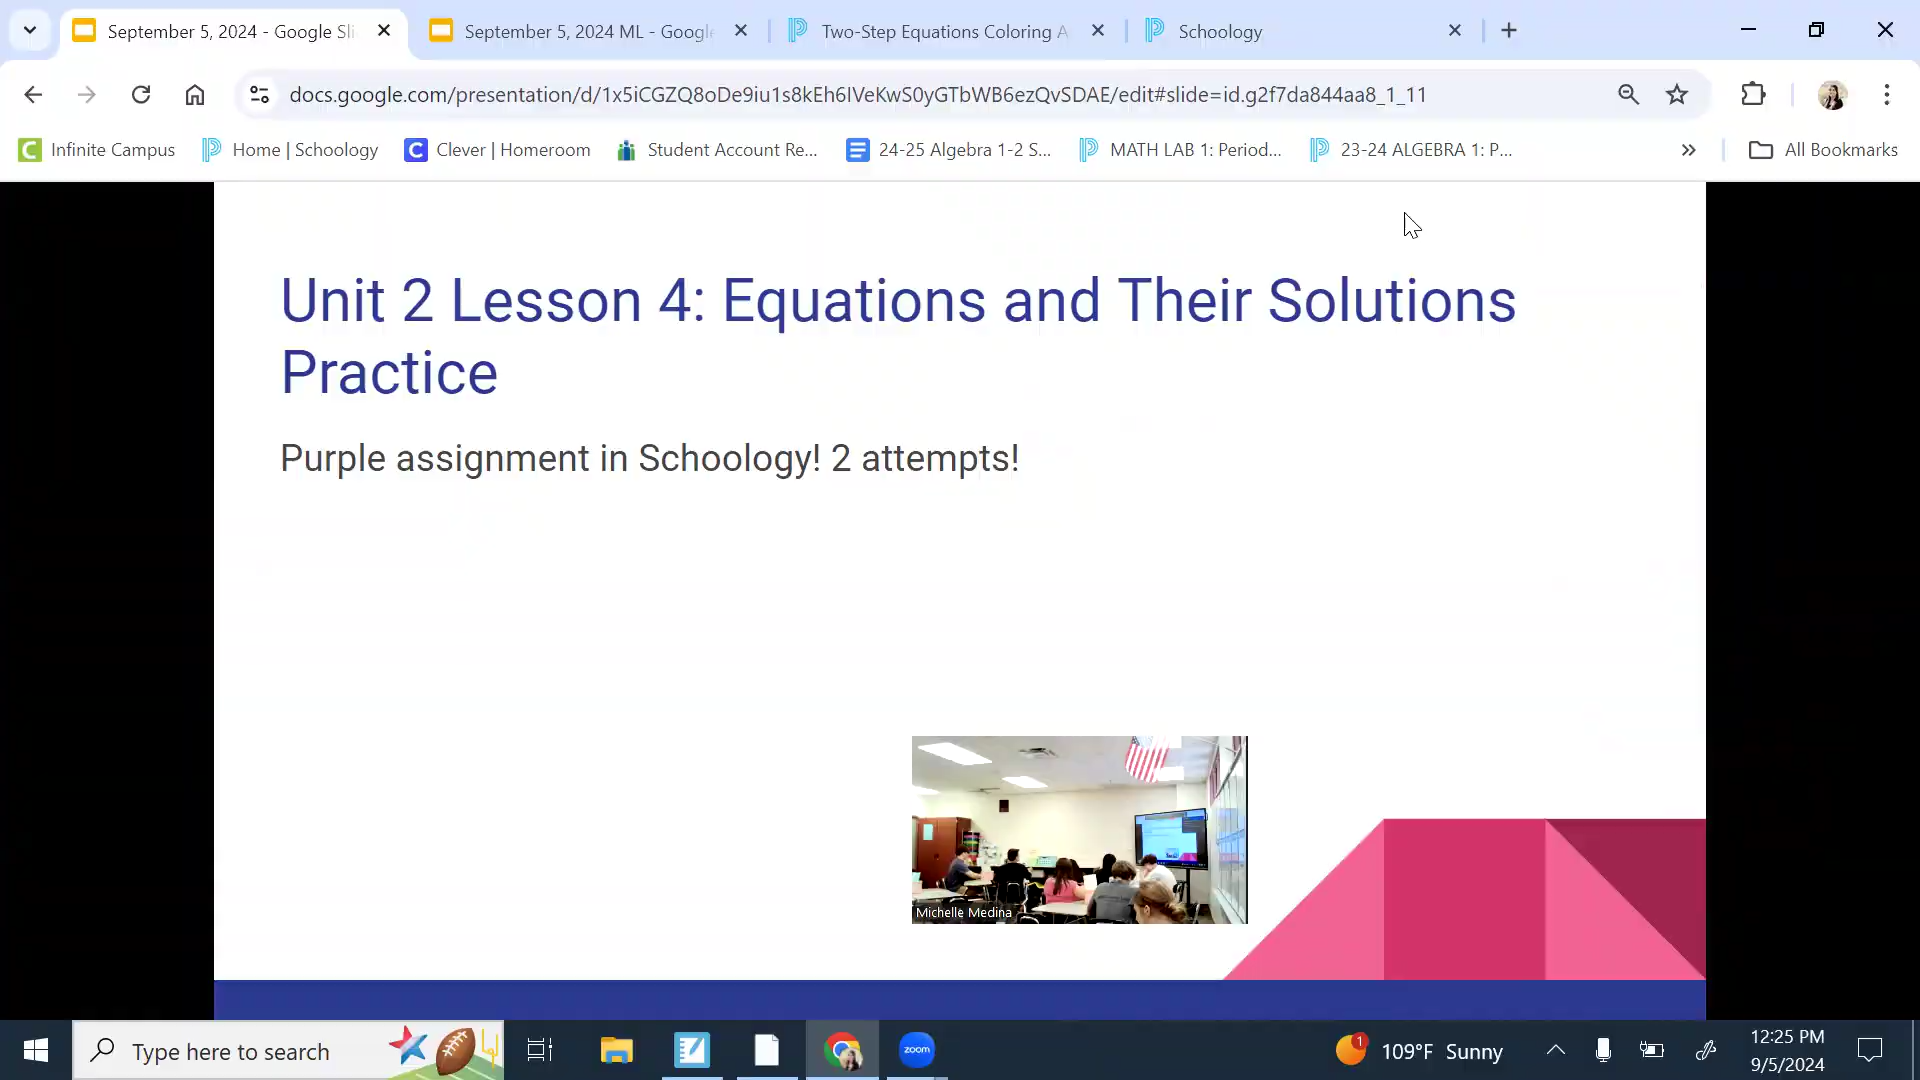 September 5, 2024 - Google Sli
September 5, 2024 ML - Googl
Two-Step Equations Coloring A
Schoology
docs.google.com/presentation/d/1x5iCGZQ8oDe9iu1s8kEh6IVeKwS0yGTbWB6ezQvSDAE/edit#slide=id.g2f7da844aa8_1_11
Infinite Campus
Home | Schoology
Clever | Homeroom
Student Account Re...
24-25 Algebra 1-2 S...
MATH LAB 1: Period...
23-24 ALGEBRA 1: P...
All Bookmarks
Unit 2 Lesson 4: Equations and Their Solutions
Practice
Purple assignment in Schoology! 2 attempts!
Michelle Medina
Type here to search
zoom
1
109°F Sunny
12:25 PM
9/5/2024